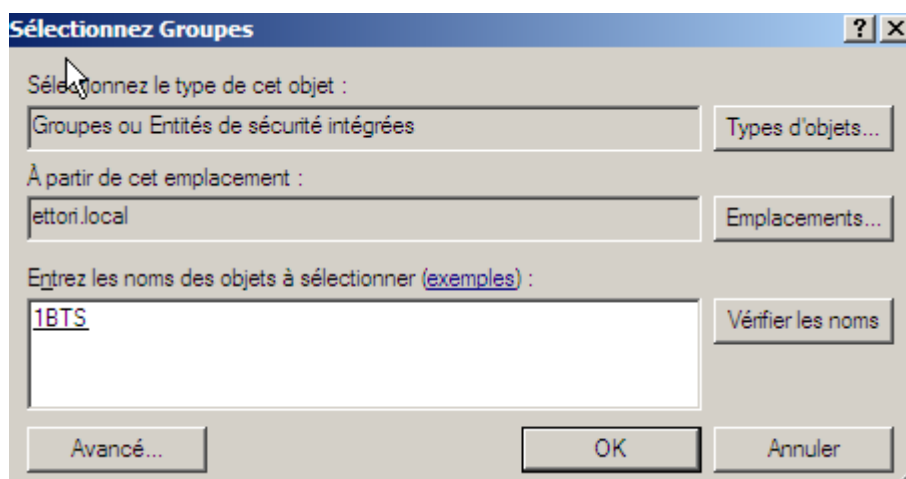 Sélectionnez Groupes
Sélectionnez le type de cet objet :
Groupes ou Entités de sécurité intégrées
Types d'objets...
À partir de cet emplacement :
ettori.local
Emplacements...
Entrez les noms des objets à sélectionner (exemples) :
1BTS
Vérifier les noms
Avancé...
OK
Annuler